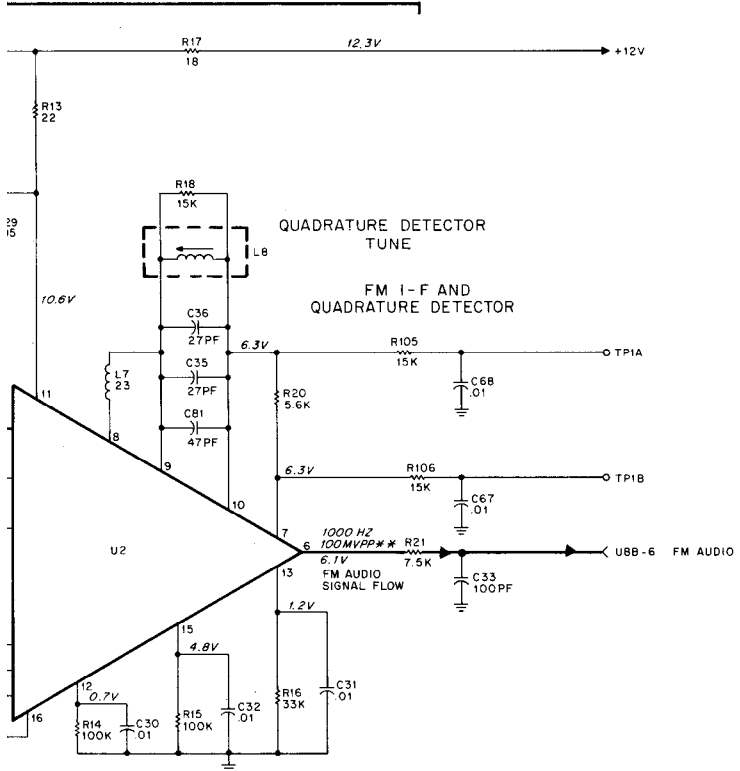 R17
18
12.3V
+12V
R13
22
R18
15K
QUADRATURE DETECTOR
TUNE
L8
29
15
FM I-F AND
QUADRATURE DETECTOR
10.6V
C36
27PF
6.3V
R105
15K
TP1A
L7
23
C35
27PF
R20
5.6K
C68
.01
C81
47PF
11
8
9
6.3V
R106
15K
TP1B
10
C67
.01
7
1000 HZ
100MVPP**
R21
7.5K
U2
6
U8B-6 FM AUDIO
6.1V
13
FM AUDIO
SIGNAL FLOW
C33
100PF
1.2V
15
4.8V
12
0.7V
C31
.01
R16
33K
C32
.01
16
R14
100K
C30
.01
R15
100K